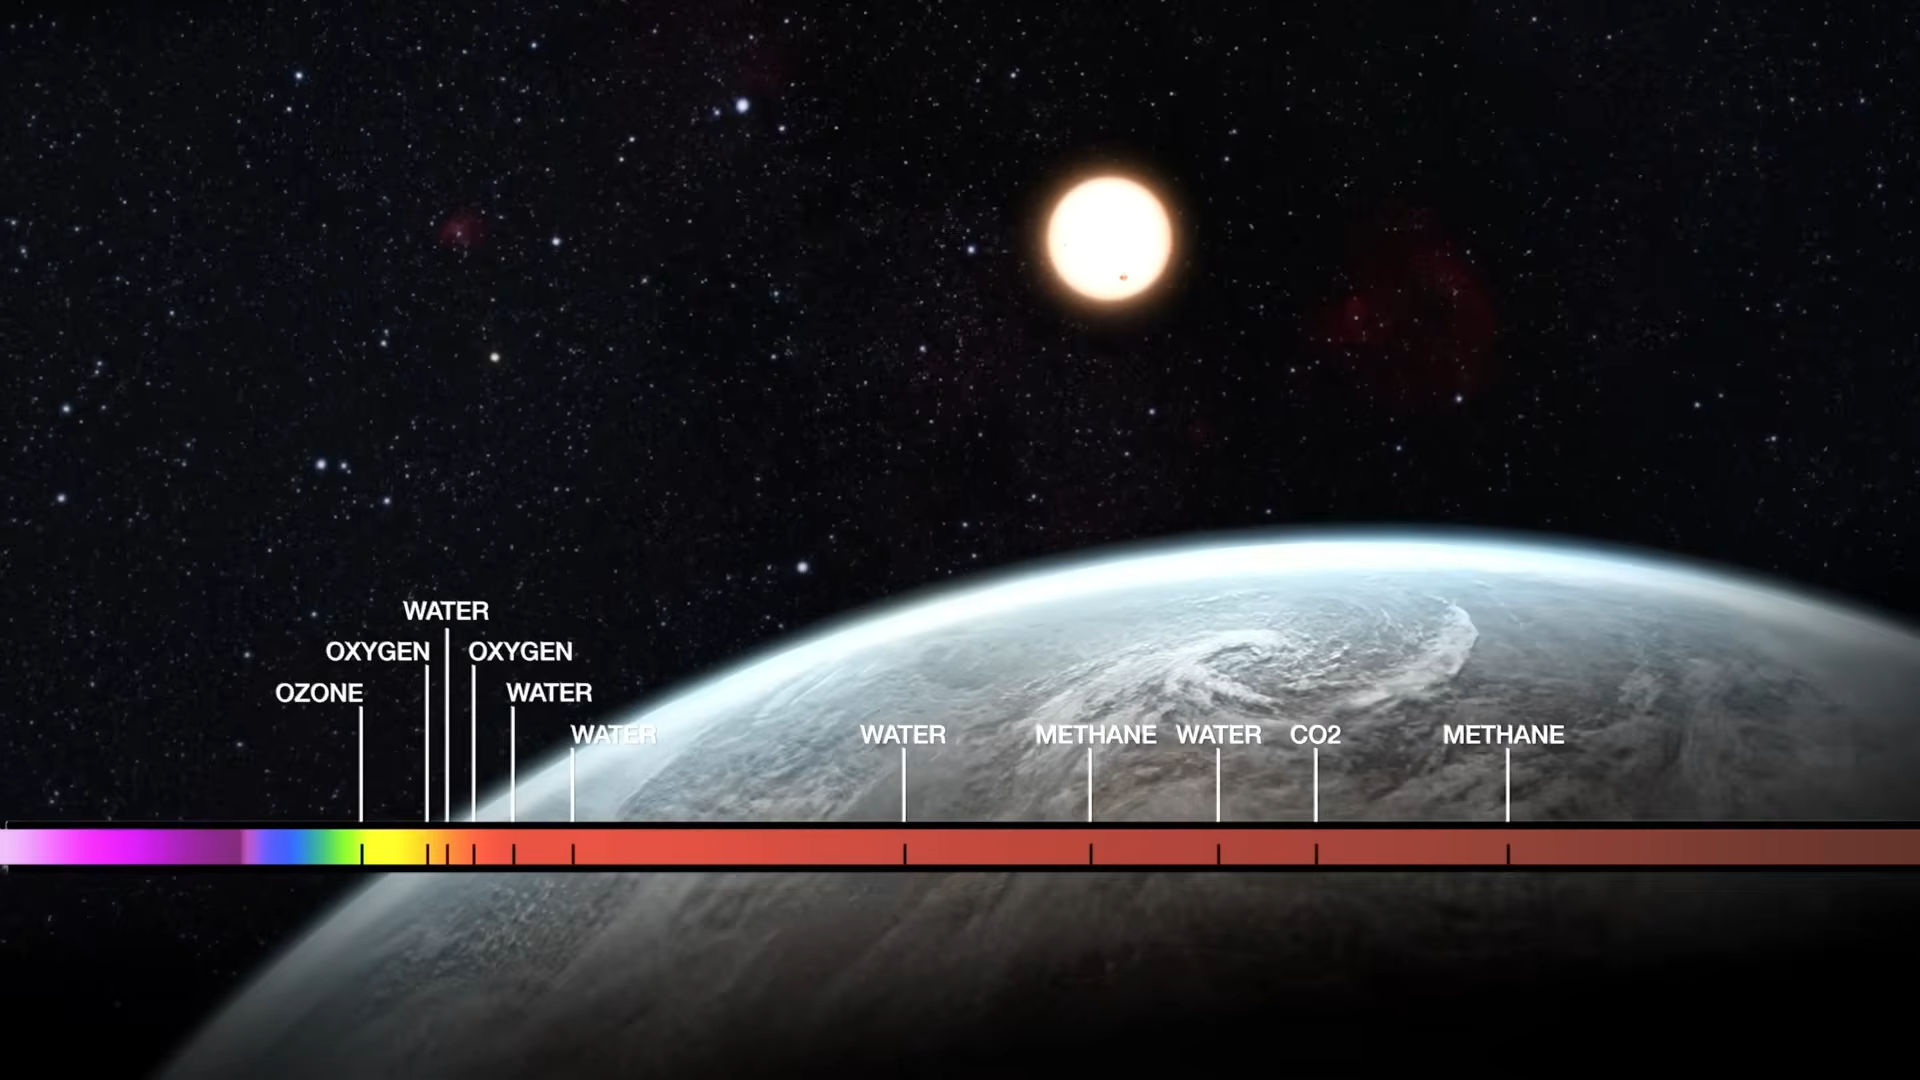 WATER
OXYGEN OXYGEN
OZONE WATER
WATER WATER METHANE WATER CO2 METHANE